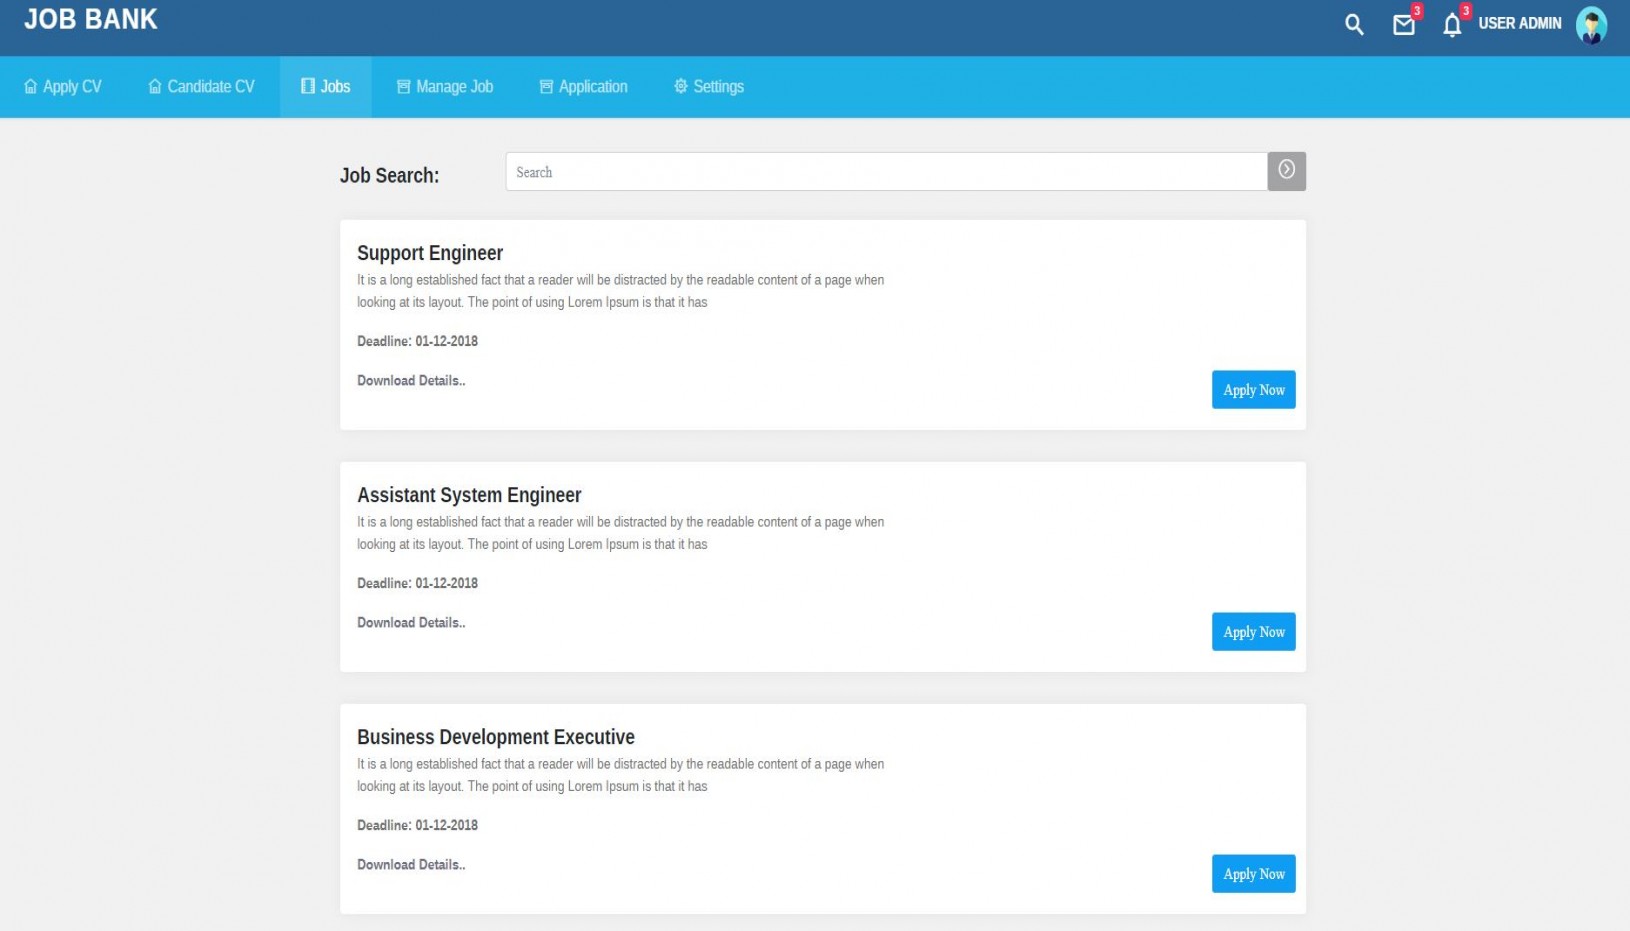 JOB BANK
3
3
USER ADMIN
Apply CV
Candidate CV
Jobs
Manage Job
Application
Settings
Job Search:
Search
Support Engineer
It is a long established fact that a reader will be distracted by the readable content of a page when
looking at its layout. The point of using Lorem Ipsum is that it has
Deadline: 01-12-2018
Download Details..
Apply Now
Assistant System Engineer
It is a long established fact that a reader will be distracted by the readable content of a page when
looking at its layout. The point of using Lorem Ipsum is that it has
Deadline: 01-12-2018
Download Details..
Apply Now
Business Development Executive
It is a long established fact that a reader will be distracted by the readable content of a page when
looking at its layout. The point of using Lorem Ipsum is that it has
Deadline: 01-12-2018
Download Details..
Apply Now